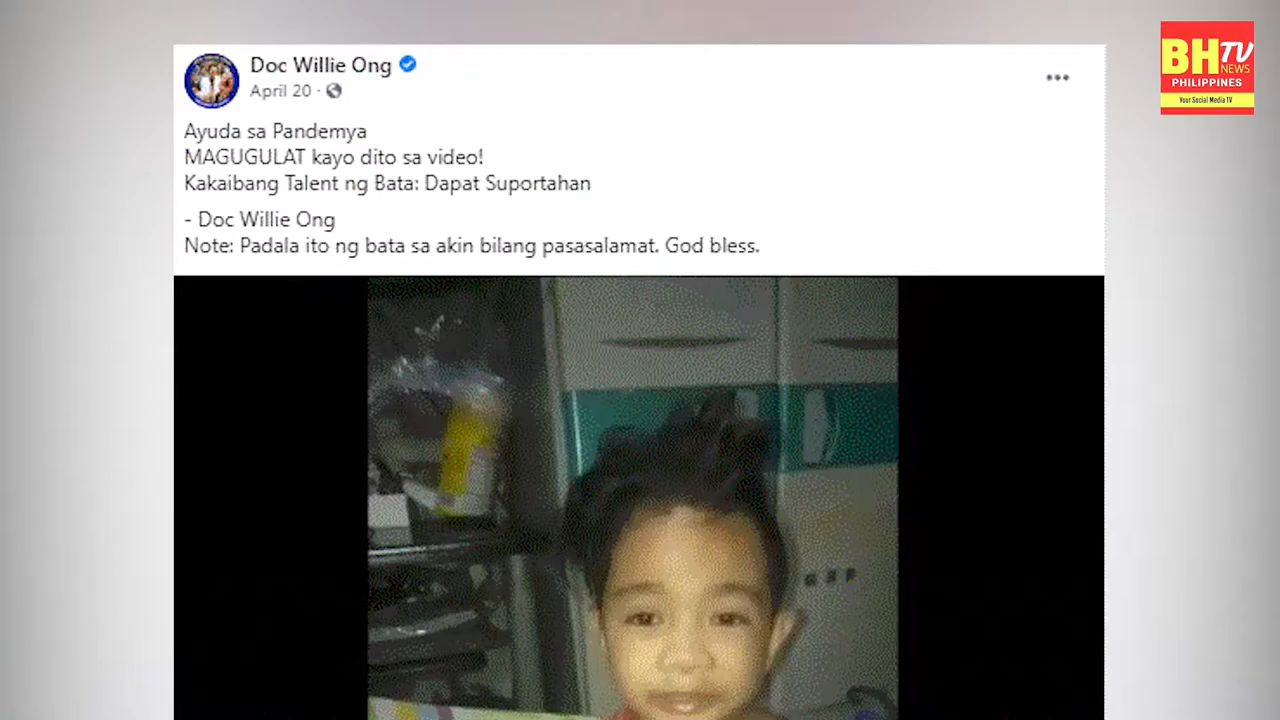 Doc Willie Ong
April 20 ·
Ayuda sa Pandemya
MAGUGULAT kayo dito sa video!
Kakaibang Talent ng Bata: Dapat Suportahan
- Doc Willie Ong
Note: Padala ito ng bata sa akin bilang pasasalamat. God bless.
BHTV
NEWS
PHILIPPINES
Your Social Media TV